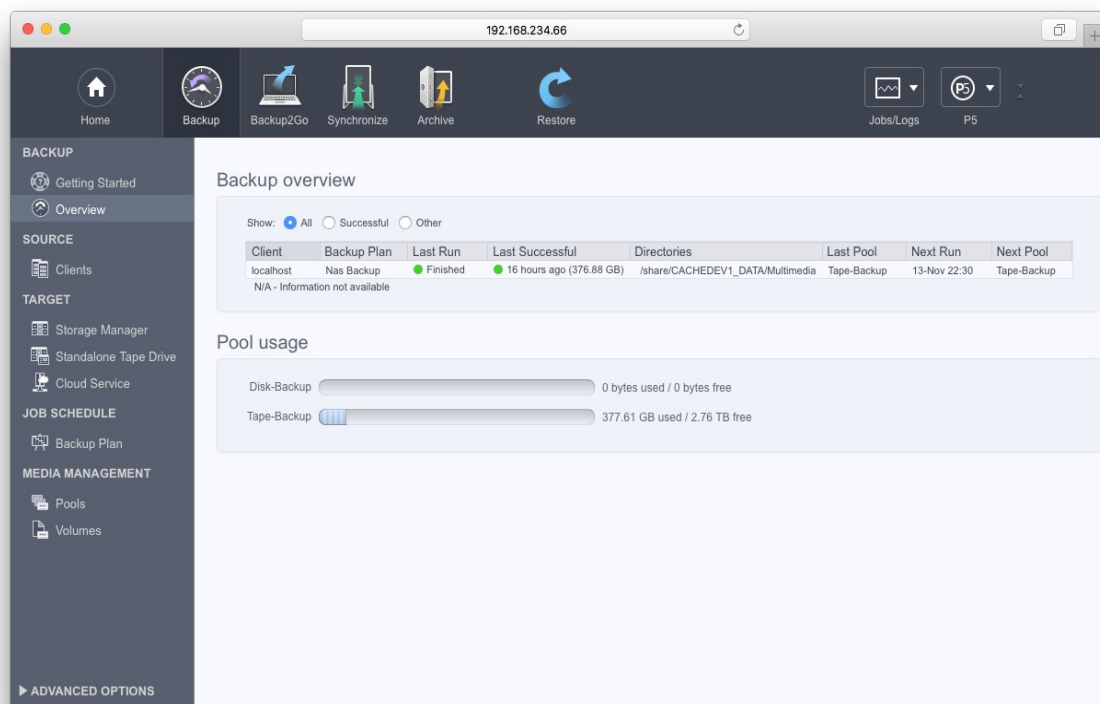 192.168.234.66
Home
Backup
Backup2Go
Synchronize
Archive
Restore
Jobs/Logs
P5
P5
BACKUP
Getting Started
Overview
SOURCE
Clients
TARGET
Storage Manager
Standalone Tape Drive
Cloud Service
JOB SCHEDULE
Backup Plan
MEDIA MANAGEMENT
Pools
Volumes
ADVANCED OPTIONS
Backup overview
Show: All Successful Other
Client Backup Plan Last Run Last Successful Directories Last Pool Next Run Next Pool
localhost Nas Backup Finished 16 hours ago (376.88 GB) /share/CACHEDEV1_DATA/Multimedia Tape-Backup 13-Nov 22:30 Tape-Backup
N/A - Information not available
Pool usage
Disk-Backup 0 bytes used / 0 bytes free
Tape-Backup 377.61 GB used / 2.76 TB free